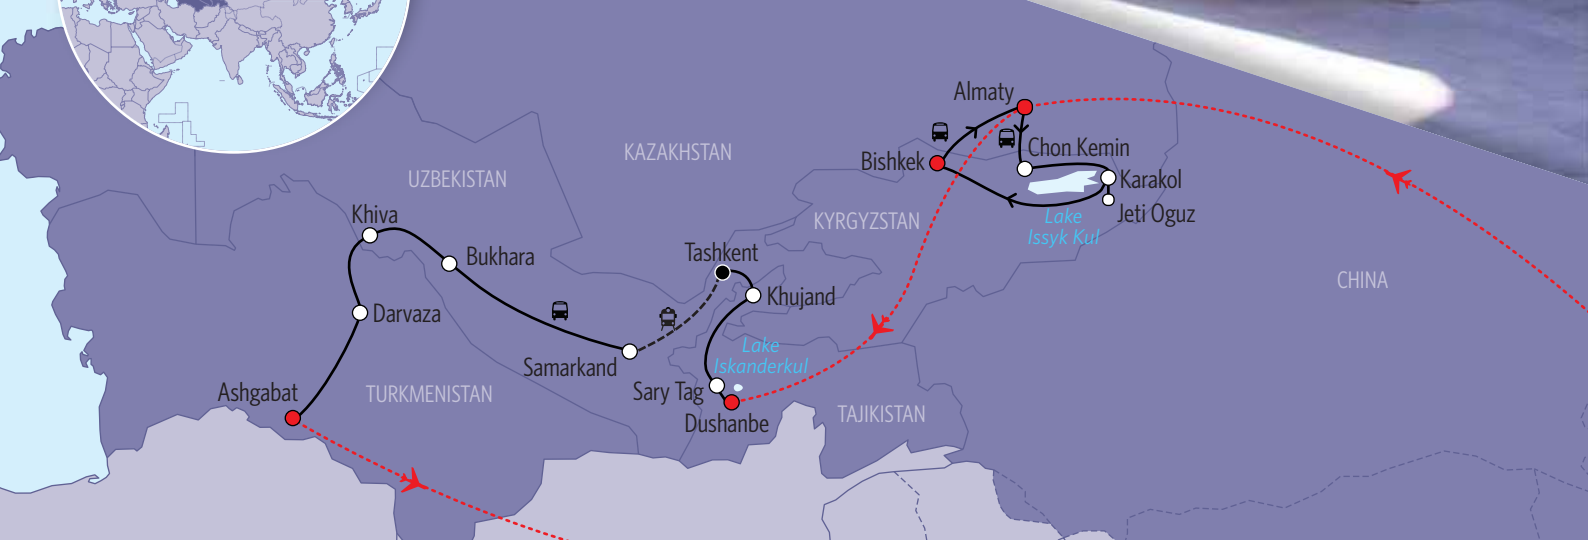 Almaty
KAZAKHSTAN
Chon Kemin
Bishkek
UZBEKISTAN
Karakol
Khiva
KYRGYZSTAN
Lake
Issyk Kul
Jeti Oguz
Tashkent
Bukhara
CHINA
Khujand
Darvaza
Lake
Iskanderkul
Samarkand
Ashgabat
TURKMENISTAN
Sary Tag
Dushanbe
TAJIKISTAN